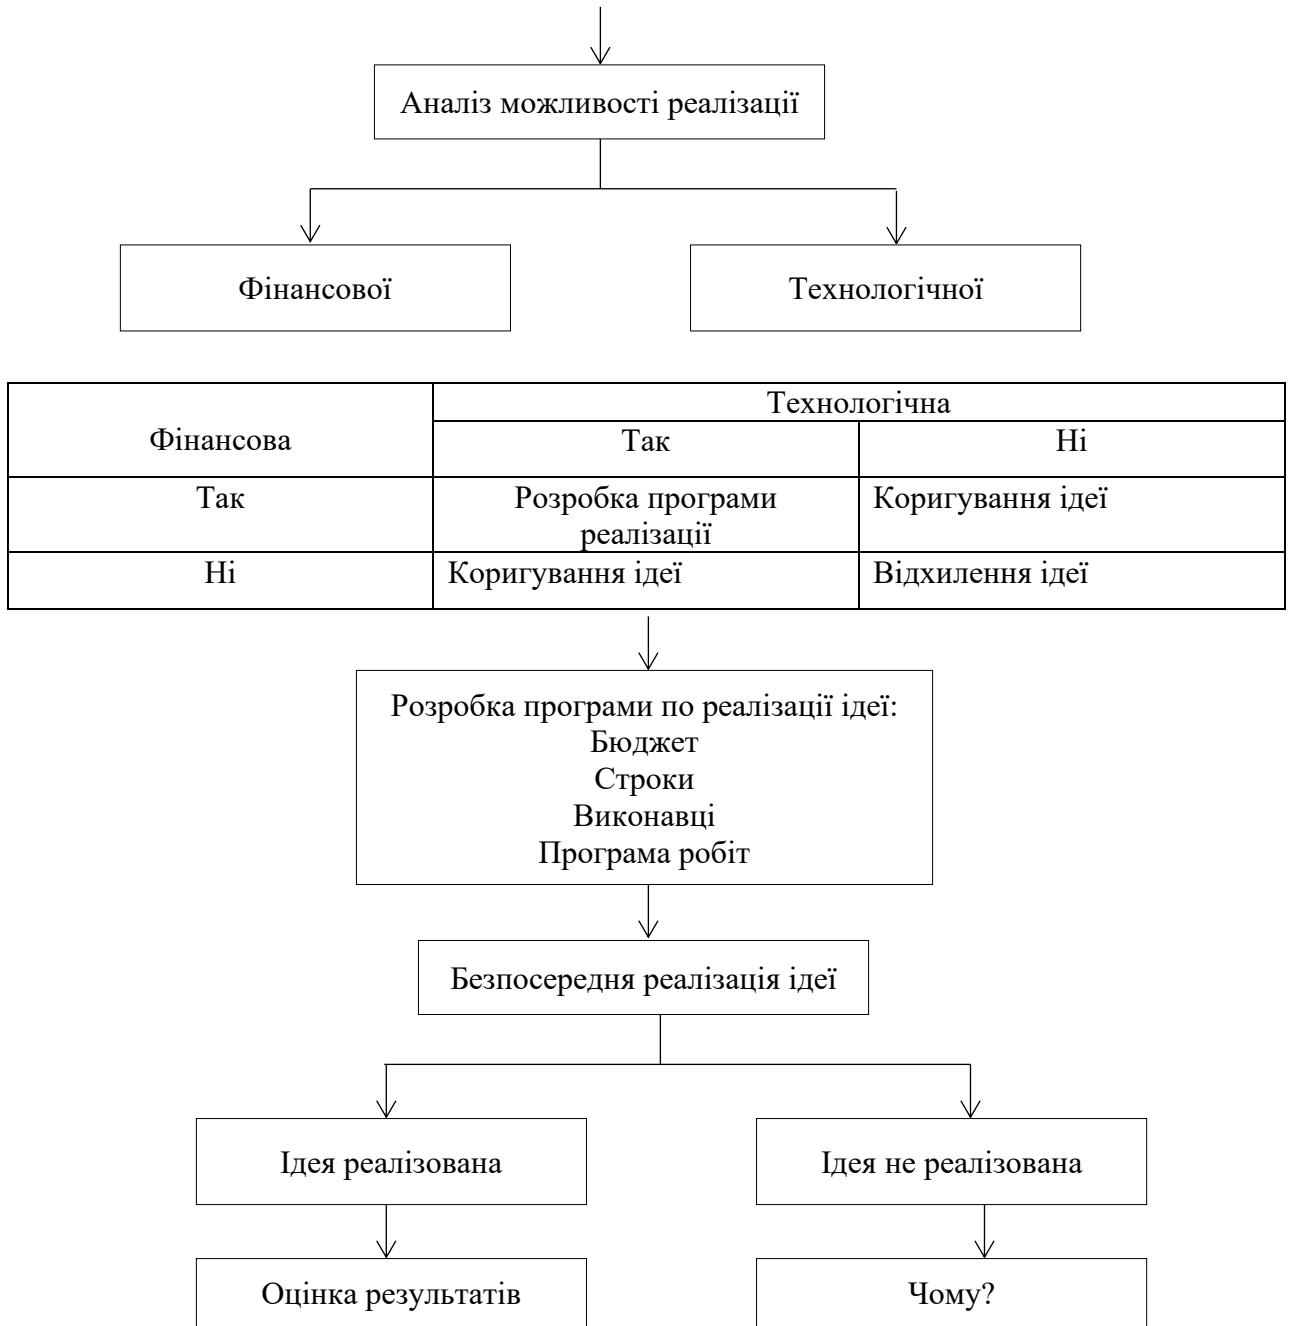 Аналіз можливості реалізації
Фінансової
Технологічної
Технологічна
Фінансова
Так
Ні
Так
Розробка програми
реалізації
Коригування ідеї
Ні
Коригування ідеї
Відхилення ідеї
Розробка програми по реалізації ідеї:
Бюджет
Строки
Виконавці
Програма робіт
Безпосередня реалізація ідеї
Ідея реалізована
Ідея не реалізована
Оцінка результатів
Чому?